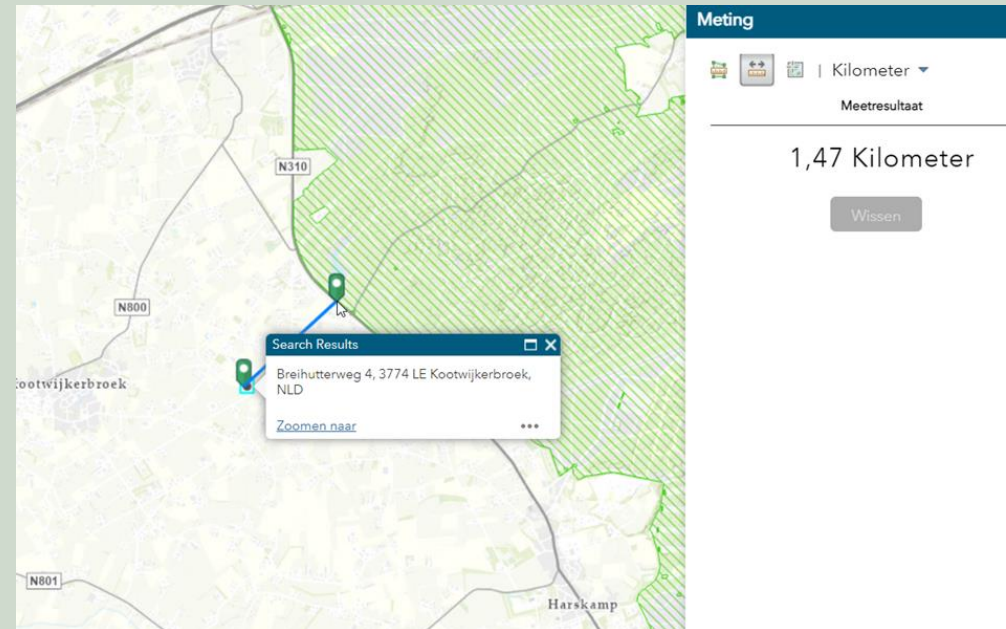 Meting
| Kilometer
Meetresultaat
1,47 Kilometer
Wissen
N310
N800
Search Results
Breihutterweg 4, 3774 LE Kootwijkerbroek,
NLD
Zoomen naar
ootwijkerbroek
N801
Harskamp